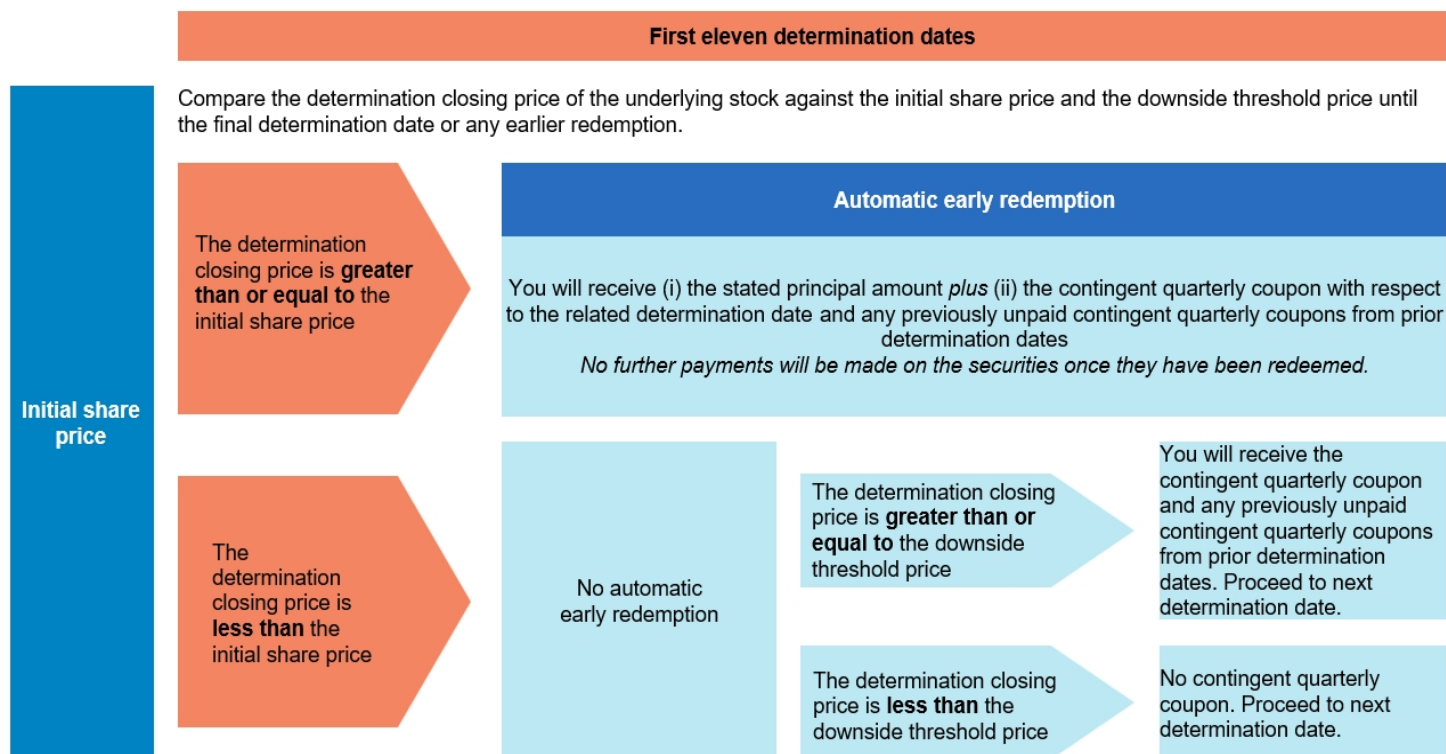 First eleven determination dates
Compare the determination closing price of the underlying stock against the initial share price and the downside threshold price until
the final determination date or any earlier redemption.
Initial share
price
The determination
closing price is greater
than or equal to the
initial share price
Automatic early redemption
You will receive (i) the stated principal amount plus (ii) the contingent quarterly coupon with respect
to the related determination date and any previously unpaid contingent quarterly coupons from prior
determination dates
No further payments will be made on the securities once they have been redeemed.
The
determination
closing price is
less than the
initial share price
No automatic
early redemption
The determination closing
price is greater than or
equal to the downside
threshold price
You will receive the
contingent quarterly coupon
and any previously unpaid
contingent quarterly coupons
from prior determination
dates. Proceed to next
determination date.
The determination closing
price is less than the
downside threshold price
No contingent quarterly
coupon. Proceed to next
determination date.